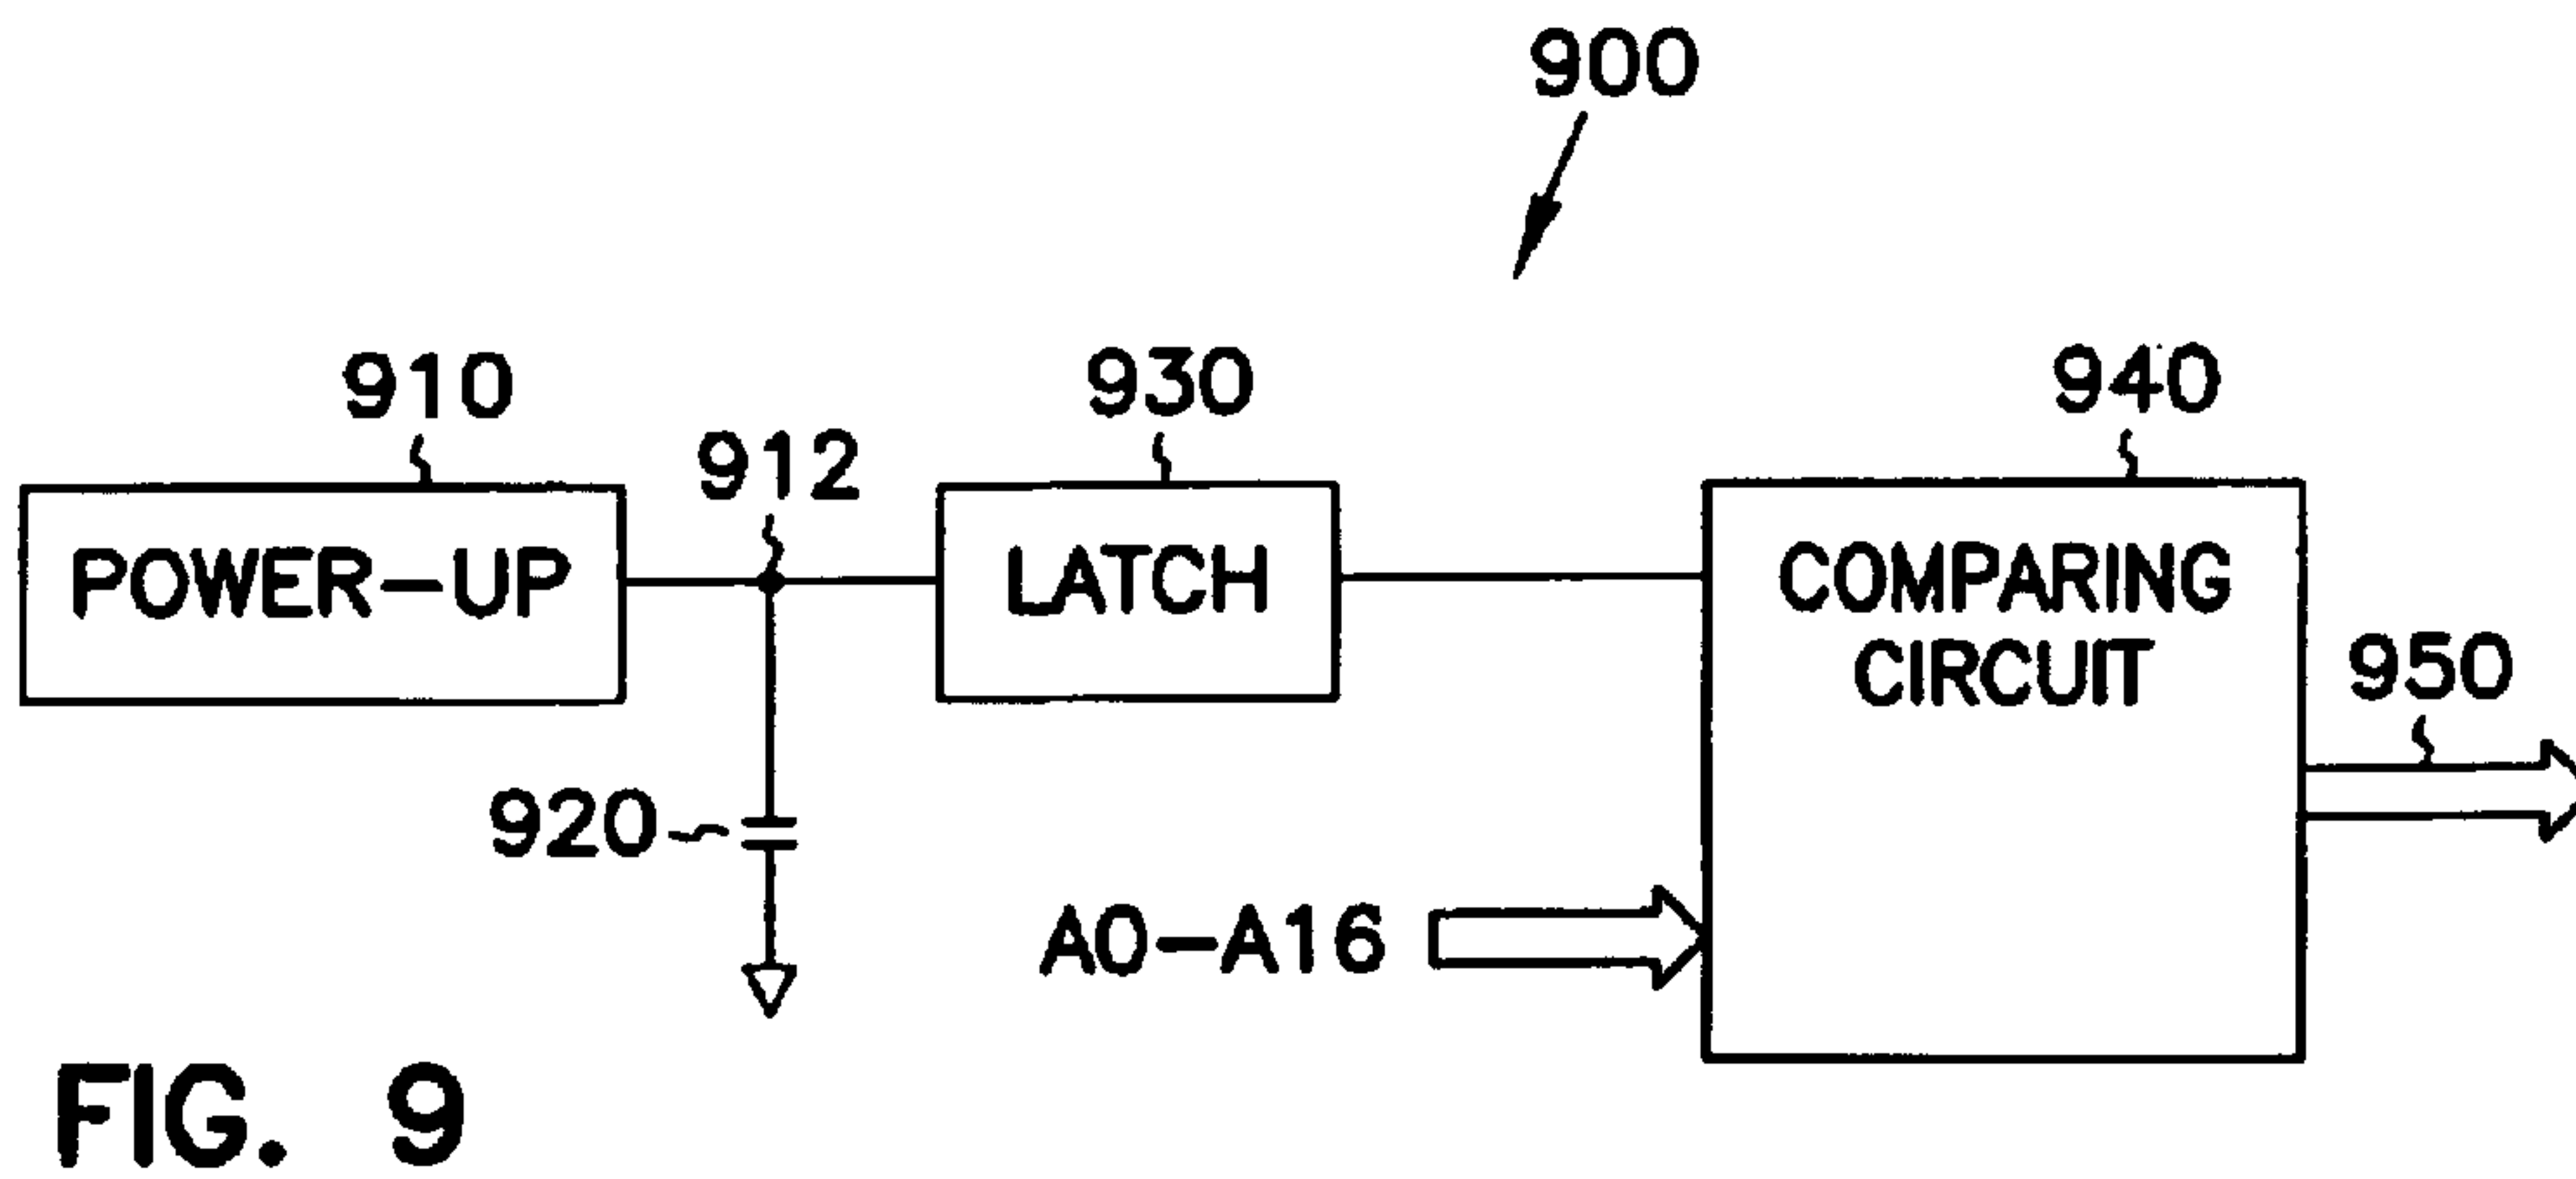 900
910
912
930
940
POWER-UP
LATCH
COMPARING
CIRCUIT
950
920
A0-A16
FIG. 9